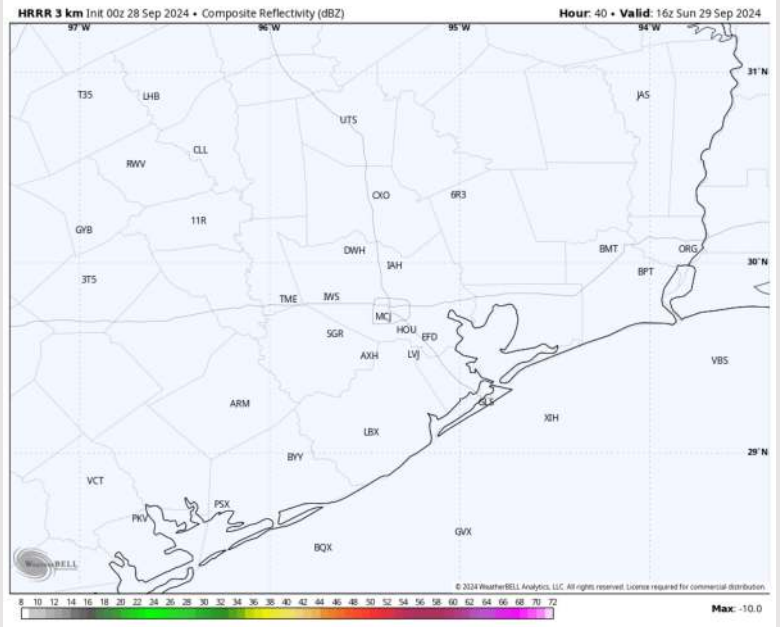 HRRR 3 km Init 00z 28 Sep 2024 • Composite Reflectivity (dBZ) Hour: 40 • Valid: 16z Sun 29 Sep 2024
97°W 96°W 95°W 94°W
31°N
T35 LHB JAS
UTS
CLL
RWV
CXO 6R3
11R
GYB
DWH BMT ORG
30°N
IAH
BPT
3T5
TME IWS
MCJ
SGR HOU EFD
AXH LVJ
VBS
ARM GLS
XIH
LBX
29°N
BYY
VCT
PSX
PKV
GVX
BQX
WeatherBELL
© 2024 WeatherBELL Analytics, LLC. All rights reserved. License required for commercial distribution.
8 10 12 14 16 18 20 22 24 26 28 30 32 34 36 38 40 42 44 46 48 50 52 54 56 58 60 62 64 66 68 70 72 Max: -10.0